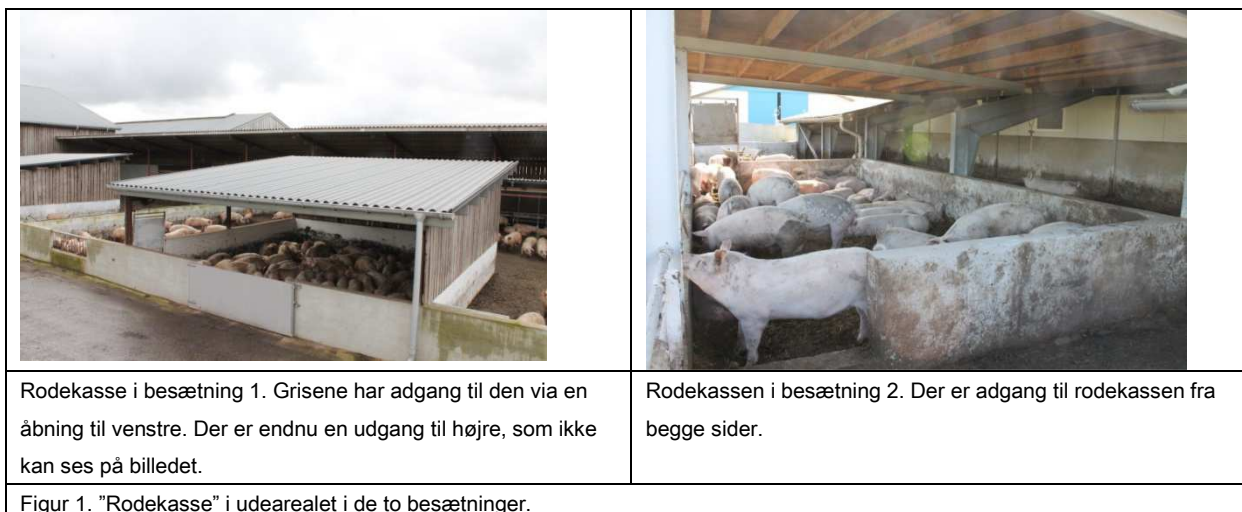 Rodekasse i besætning 1. Grisene har adgang til den via en
åbning til venstre. Der er endnu en udgang til højre, som ikke
kan ses på billedet.
Rodekassen i besætning 2. Der er adgang til rodekassen fra
begge sider.
Figur 1. ”Rodekasse” i udearealet i de to besætninger.